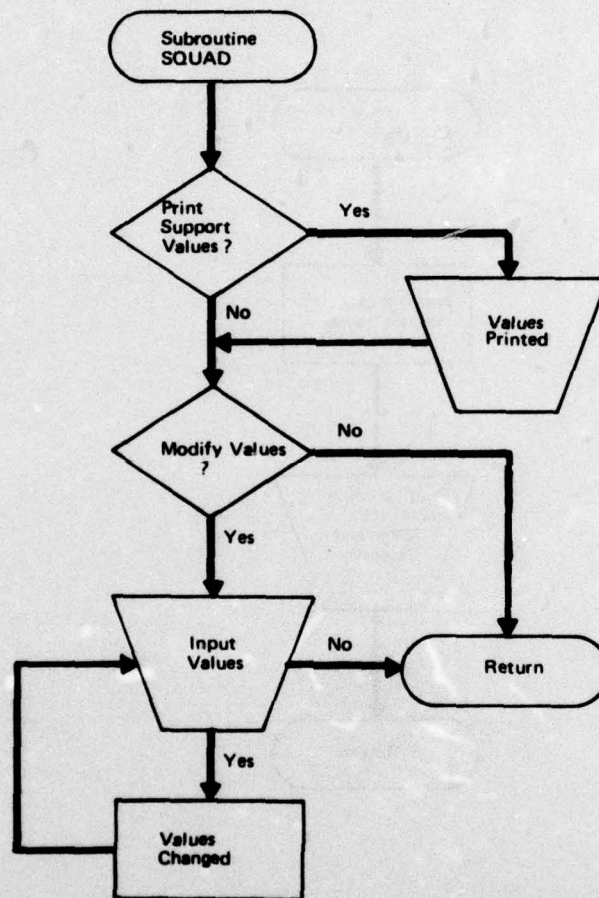 Subroutine
SQUAD
Print
Support
Values ?
Yes
Values
Printed
No
Modify Values
?
No
Yes
Input
Values
No
Return
Yes
Values
Changed